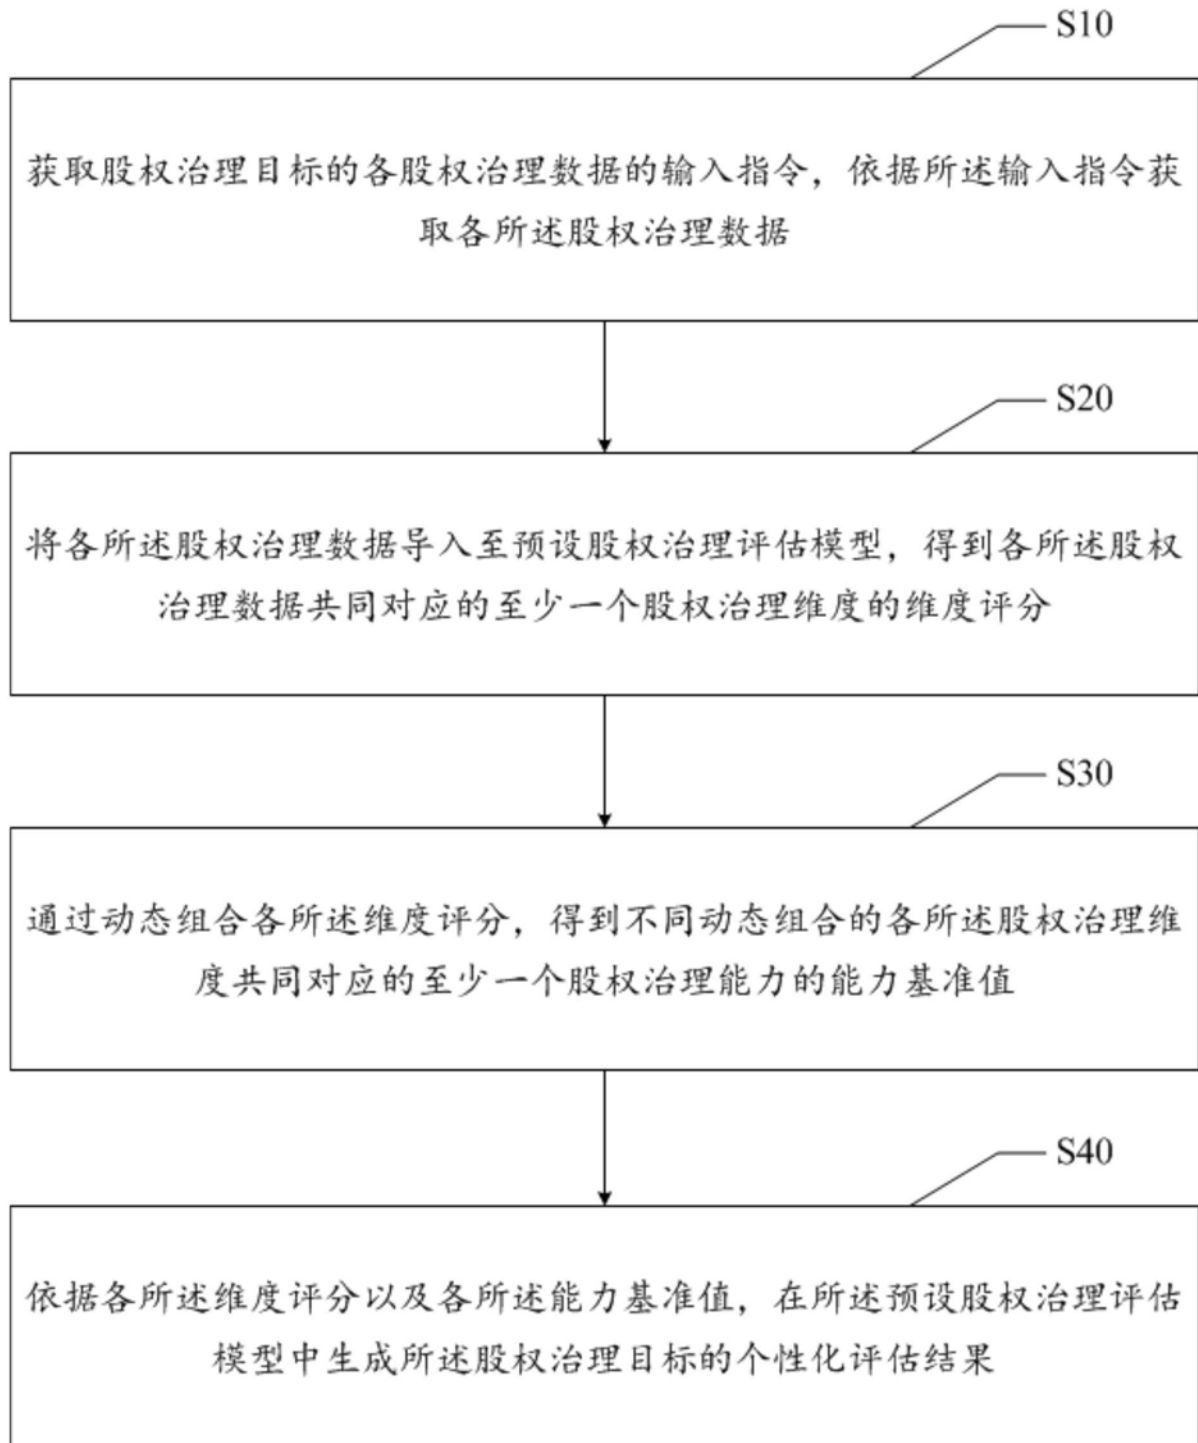 S10
获取股权治理目标的各股权治理数据的输入指令，依据所述输入指令获
取各所述股权治理数据
S20
将各所述股权治理数据导入至预设股权治理评估模型，得到各所述股权
治理数据共同对应的至少一个股权治理维度的维度评分
S30
通过动态组合各所述维度评分，得到不同动态组合的各所述股权治理维
度共同对应的至少一个股权治理能力的能力基准值
S40
依据各所述维度评分以及各所述能力基准值，在所述预设股权治理评估
模型中生成所述股权治理目标的个性化评估结果